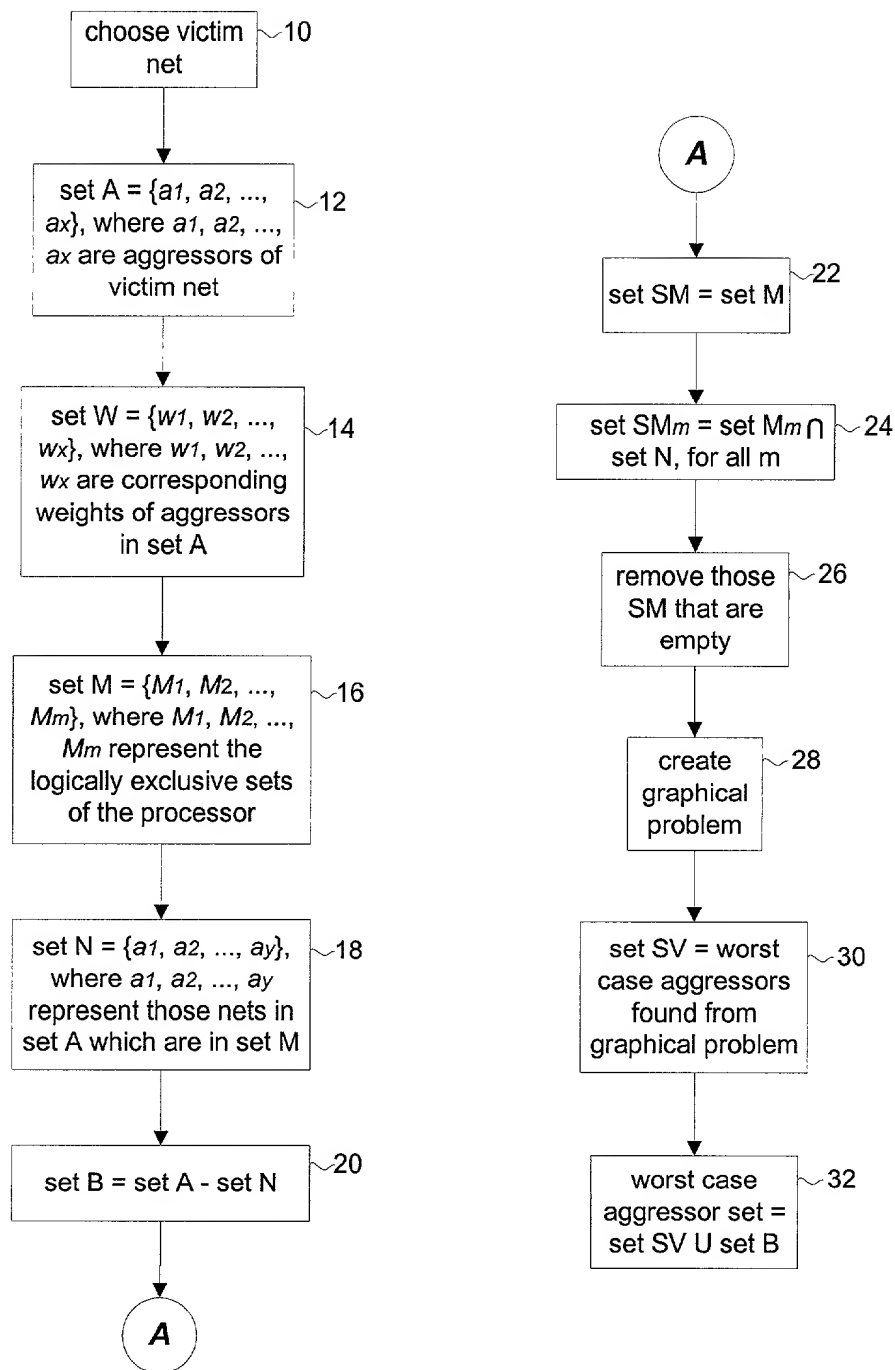 choose victim
net
10
set A = {a1, a2, ...,
ax}, where a1, a2, ...,
ax are aggressors of
victim net
12
set W = {w1, w2, ...,
wx}, where w1, w2, ...,
wx are corresponding
weights of aggressors
in set A
14
set M = {M1, M2, ...,
Mm}, where M1, M2, ...,
Mm represent the
logically exclusive sets
of the processor
16
set N = {a1, a2, ..., ay},
where a1, a2, ..., ay
represent those nets in
set A which are in set M
18
set B = set A - set N
20
A
A
set SM = set M
22
set SMm = set Mm ∩
set N, for all m
24
remove those
SM that are
empty
26
create
graphical
problem
28
set SV = worst
case aggressors
found from
graphical problem
30
worst case
aggressor set =
set SV U set B
32